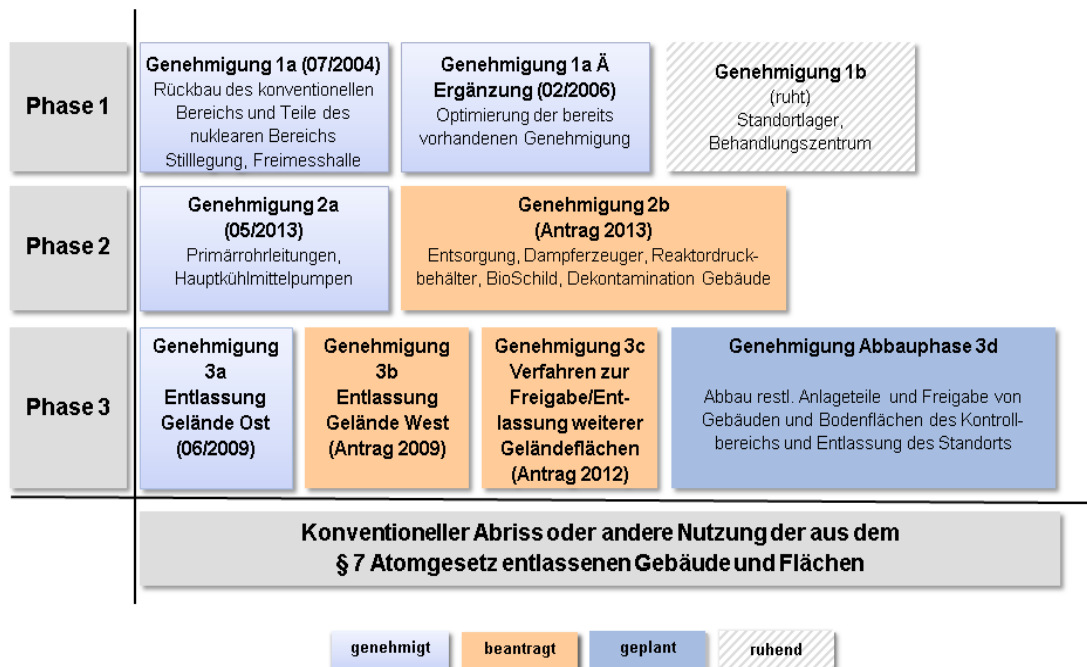 Phase 1
Genehmigung 1a (07/2004)
Rückbau des konventionellen
Bereichs und Teile des
nuklearen Bereichs
Stilllegung, Freimesshalle
Genehmigung 1a Ä
Ergänzung (02/2006)
Optimierung der bereits
vorhandenen Genehmigung
Genehmigung 1b
(ruht)
Standortlager,
Behandlungszentrum
Phase 2
Genehmigung 2a
(05/2013)
Primärrohrleitungen,
Hauptkühlmittelpumpen
Genehmigung 2b
(Antrag 2013)
Entsorgung, Dampferzeuger, Reaktordruck-
behälter, BioSchild, Dekontamination Gebäude
Phase 3
Genehmigung
3a
Entlassung
Gelände Ost
(06/2009)
Genehmigung
3b
Entlassung
Gelände West
(Antrag 2009)
Genehmigung 3c
Verfahren zur
Freigabe/Ent-
lassung weiterer
Geländeflächen
(Antrag 2012)
Genehmigung Abbauphase 3d
Abbau restl. Anlageteile und Freigabe von
Gebäuden und Bodenflächen des Kontroll-
bereichs und Entlassung des Standorts
Konventioneller Abriss oder andere Nutzung der aus dem
§ 7 Atomgesetz entlassenen Gebäude und Flächen
genehmigt
beantragt
geplant
ruhend